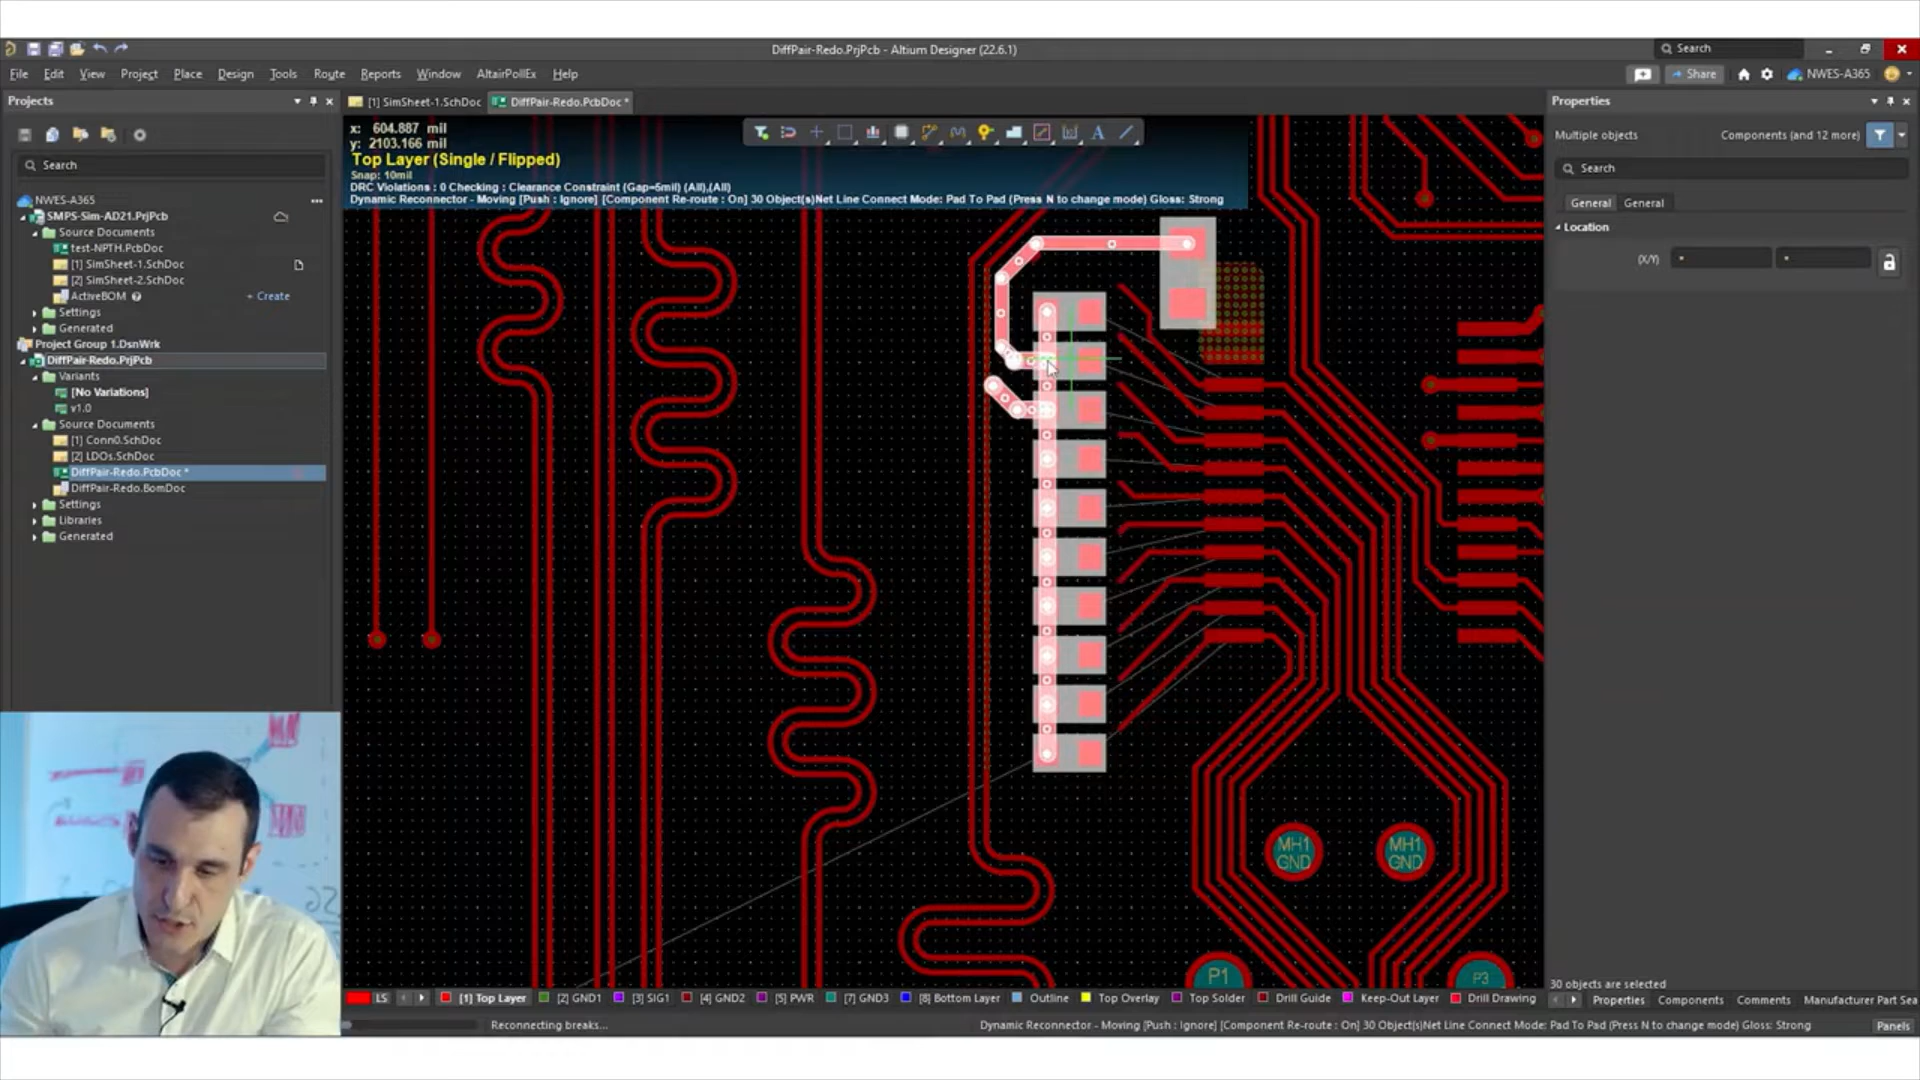 DiffPair-Redo.PrjPcb - Altium Designer (22.6.1)
Search
File Edit View Project Place Design Tools Route Reports Window AltairPollEx Help
Share
NWES-A365
Projects
[1] SimSheet-1.SchDoc
DiffPair-Redo.PcbDoc *
Properties
x: 604.887 mil
y: 2103.166 mil
Top Layer (Single / Flipped)
Snap: 10mil
DRC Violations : 0 Checking : Clearance Constraint (Gap=5mil) (All),(All)
Dynamic Reconnector - Moving [Push : Ignore] [Component Re-route : On] 30 Object(s)Net Line Connect Mode: Pad To Pad (Press N to change mode) Gloss: Strong
Multiple objects
Components (and 12 more)
Search
Search
General
General
Location
(X/Y)
NWES-A365
SMPS-Sim-AD21.PrjPcb
Source Documents
test-NPTH.PcbDoc
[1] SimSheet-1.SchDoc
[2] SimSheet-2.SchDoc
ActiveBOM
+ Create
Settings
Generated
Project Group 1.DsnWrk
DiffPair-Redo.PrjPcb
Variants
[No Variations]
v1.0
Source Documents
[1] Conn0.SchDoc
[2] LDOs.SchDoc
DiffPair-Redo.PcbDoc *
DiffPair-Redo.BomDoc
Settings
Libraries
Generated
MH1
GND
MH1
GND
P1
P3
30 objects are selected
LS
[1] Top Layer
[2] GND1
[3] SIG1
[4] GND2
[5] PWR
[7] GND3
[8] Bottom Layer
Outline
Top Overlay
Top Solder
Drill Guide
Keep-Out Layer
Drill Drawing
Properties
Components
Comments
Manufacturer Part Sea
Reconnecting breaks...
Dynamic Reconnector - Moving [Push : Ignore] [Component Re-route : On] 30 Object(s)Net Line Connect Mode: Pad To Pad (Press N to change mode) Gloss: Strong
Panels